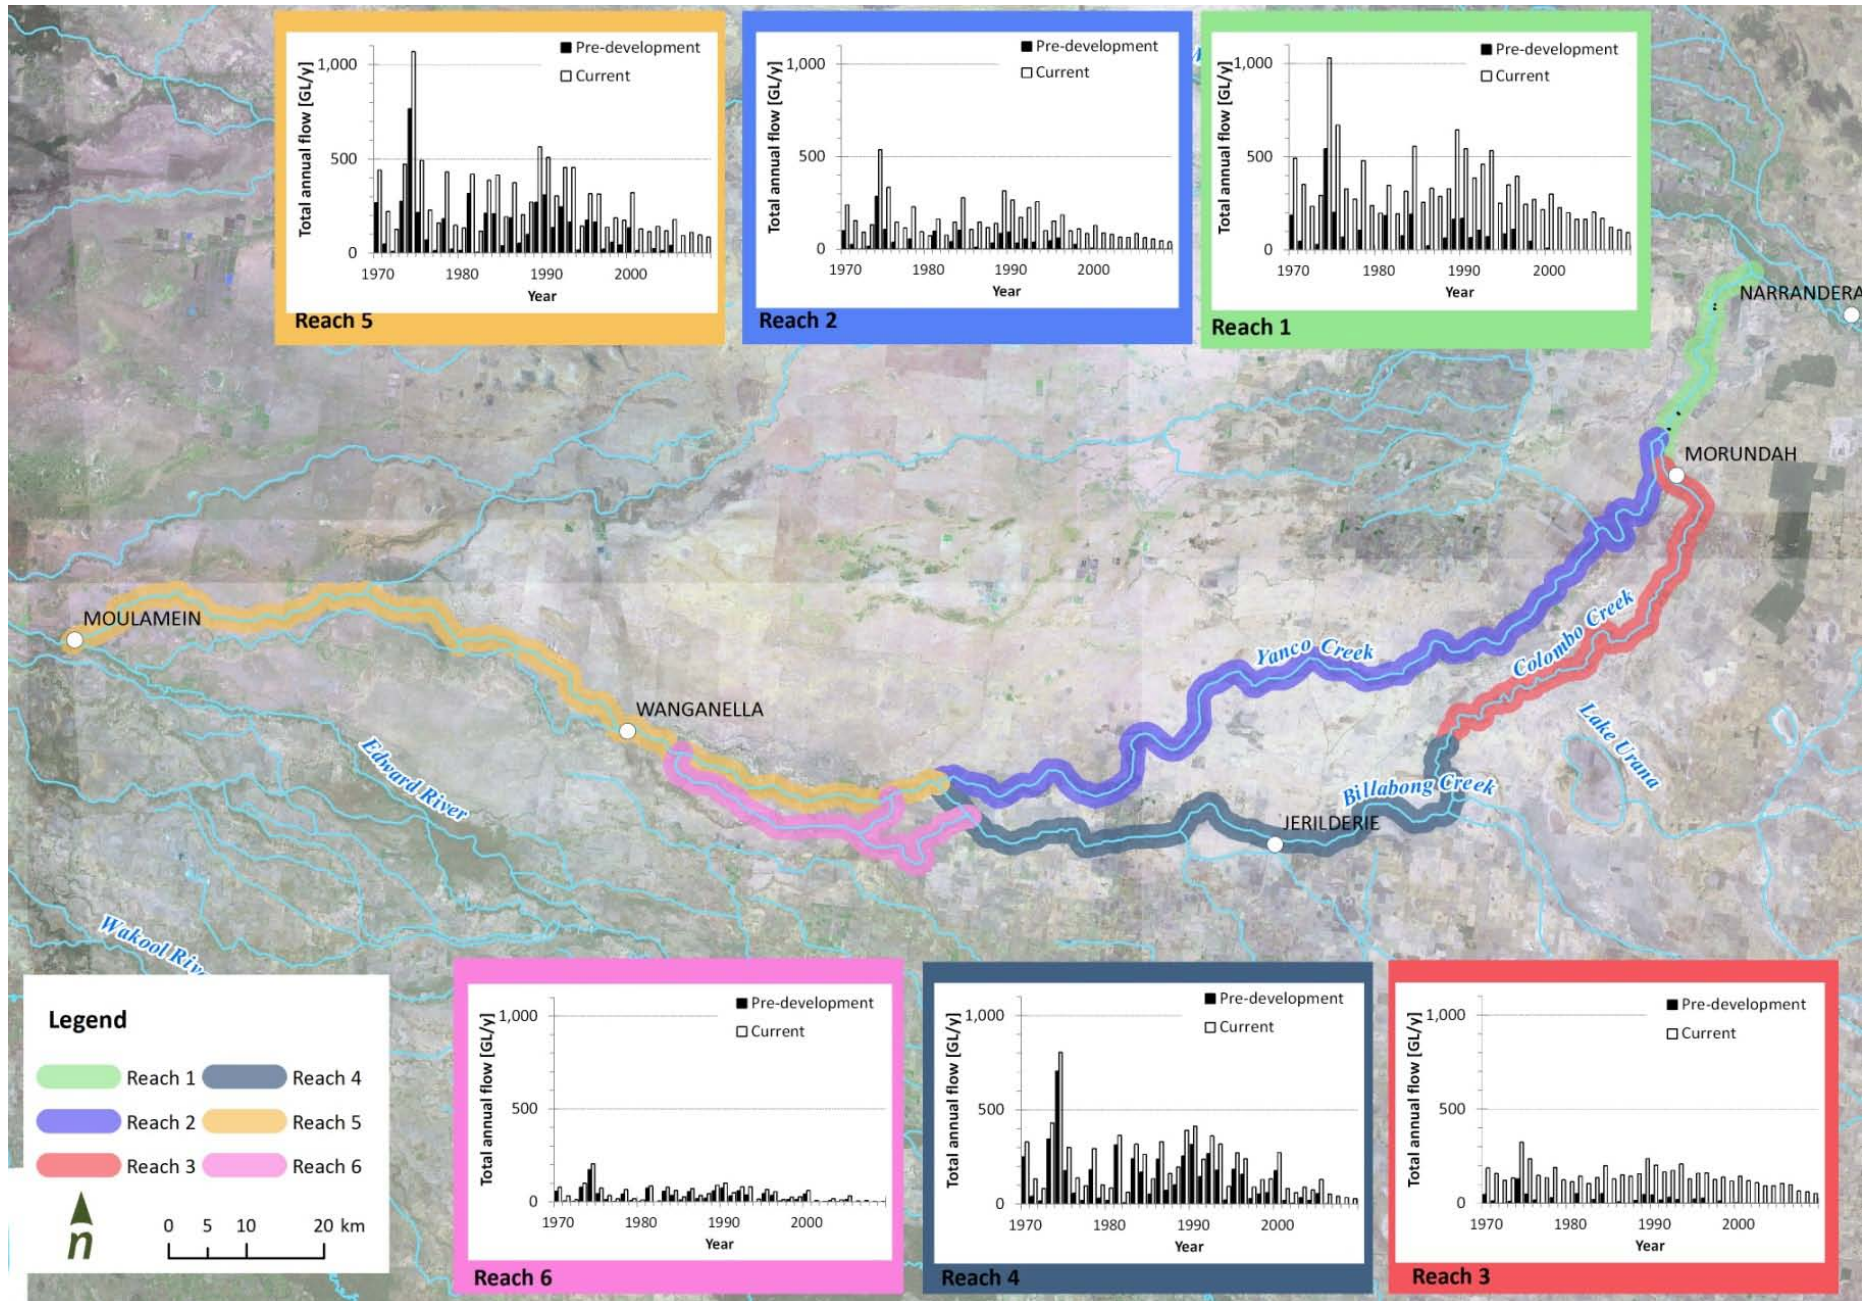 Total annual flow [GL/y]
1,000
500
0
Pre-development
Current
1970
1980
1990
2000
Year
Reach 5
Total annual flow [GL/y]
1,000
500
0
Pre-development
Current
1970
1980
1990
2000
Year
Reach 2
Total annual flow [GL/y]
1,000
500
0
Pre-development
Current
1970
1980
1990
2000
Year
Reach 1
NARRANDERA
MORUNDAH
MOULAMEIN
WANGANELLA
JERILDERIE
Yanco Creek
Colombo Creek
Lake Urana
Billabong Creek
Edward River
Wakool
Legend
Reach 1
Reach 4
Reach 2
Reach 5
Reach 3
Reach 6
n
0 5 10 20 km
Total annual flow [GL/y]
1,000
500
0
Pre-development
Current
1970
1980
1990
2000
Year
Reach 6
Total annual flow [GL/y]
1,000
500
0
Pre-development
Current
1970
1980
1990
2000
Year
Reach 4
Total annual flow [GL/y]
1,000
500
0
Pre-development
Current
1970
1980
1990
2000
Year
Reach 3